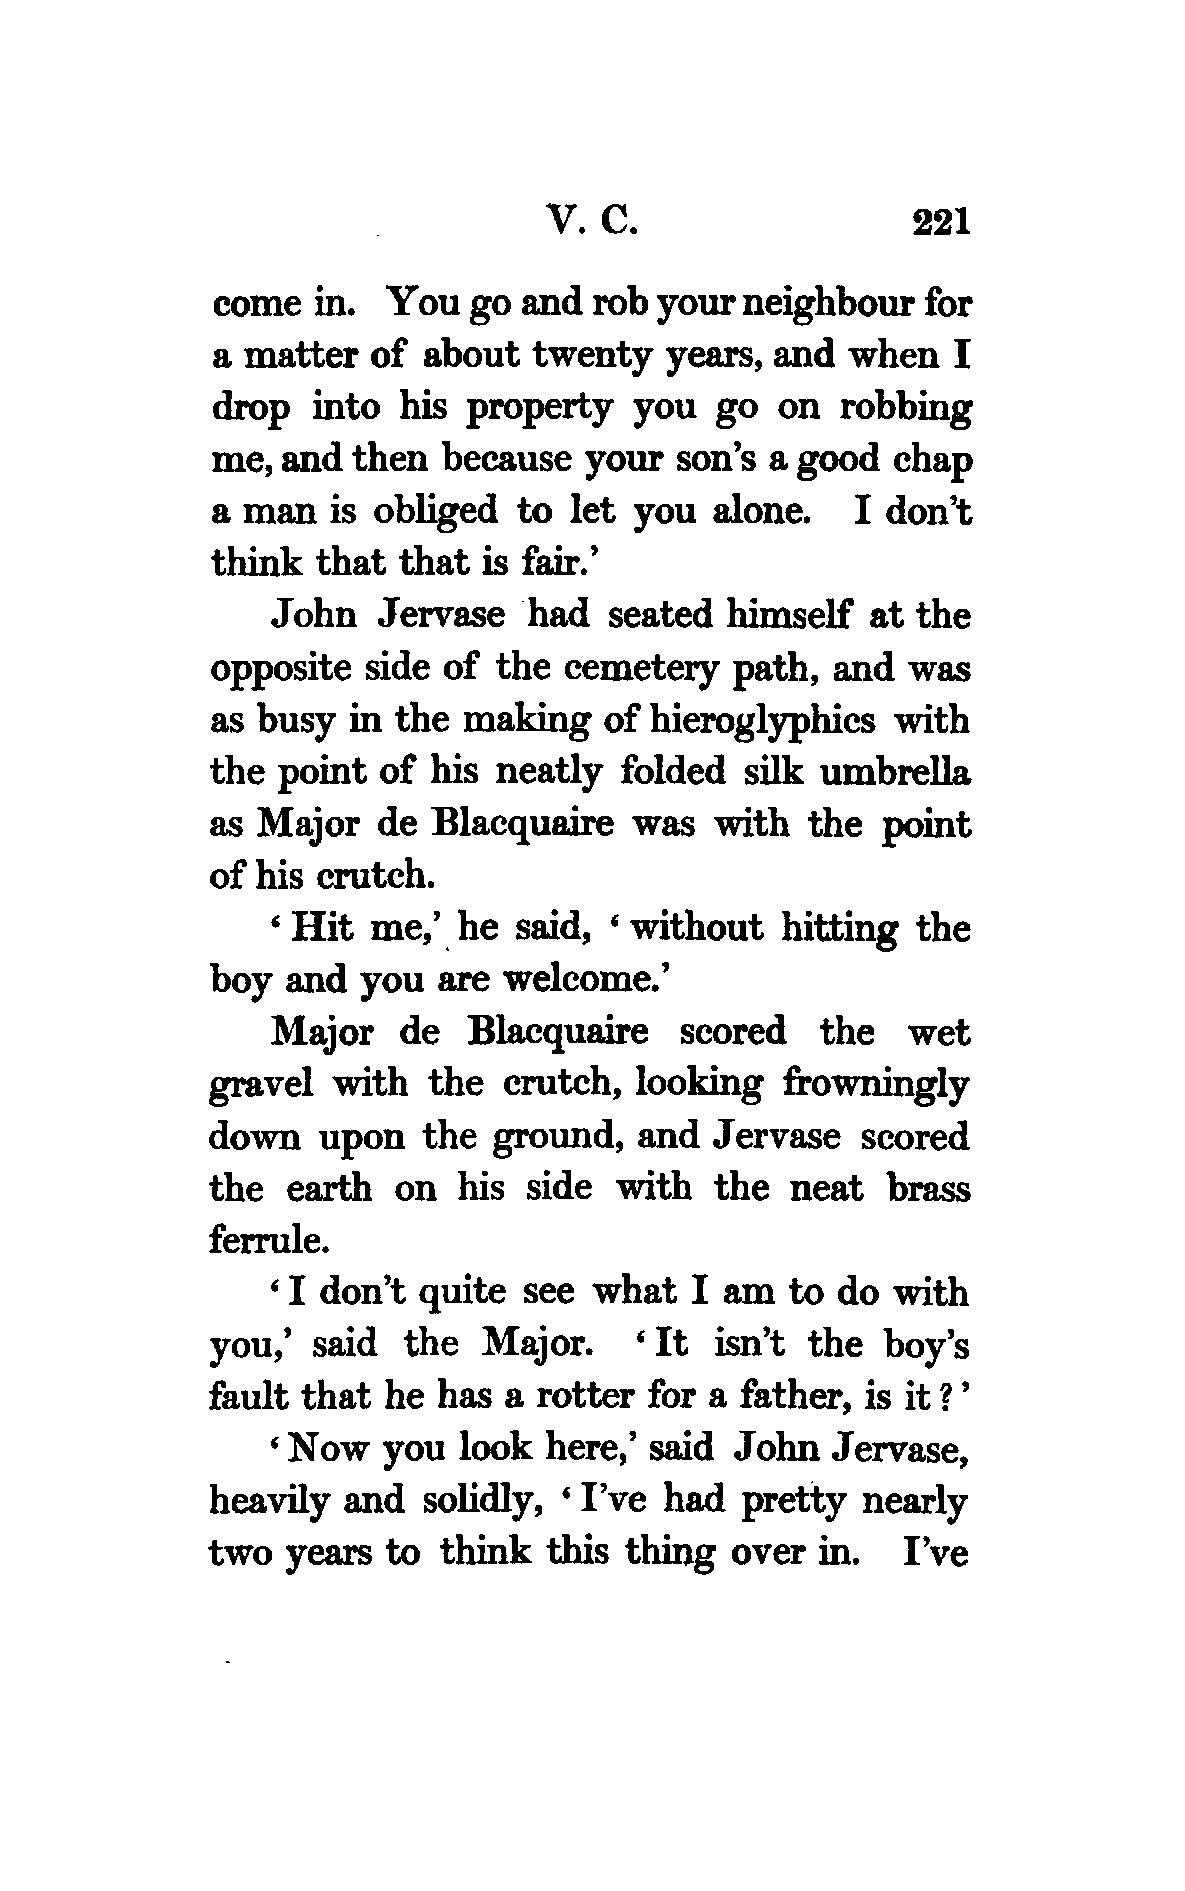 V. C. 221
come in. You go and rob your neighbour for
a matter of about twenty years, and when I
drop into his property you go on robbing
me, and then because your son's a good chap
a man is obliged to let you alone. I don't
think that that is fair.'
John Jervase had seated himself at the
opposite side of the cemetery path, and was
as busy in the making of hieroglyphics with
the point of his neatly folded silk umbrella
as Major de Blacquaire was with the point
of his crutch.
‘ Hit me,’ he said, ‘ without hitting the
boy and you are welcome.’
Major de Blacquaire scored the wet
gravel with the crutch, looking frowningly
down upon the ground, and Jervase scored
the earth on his side with the neat brass
ferrule.
‘ I don't quite see what I am to do with
you,’ said the Major. ‘ It isn't the boy's
fault that he has a rotter for a father, is it ? ’
‘ Now you look here,’ said John Jervase,
heavily and solidly, ‘ I've had pretty nearly
two years to think this thing over in. I've